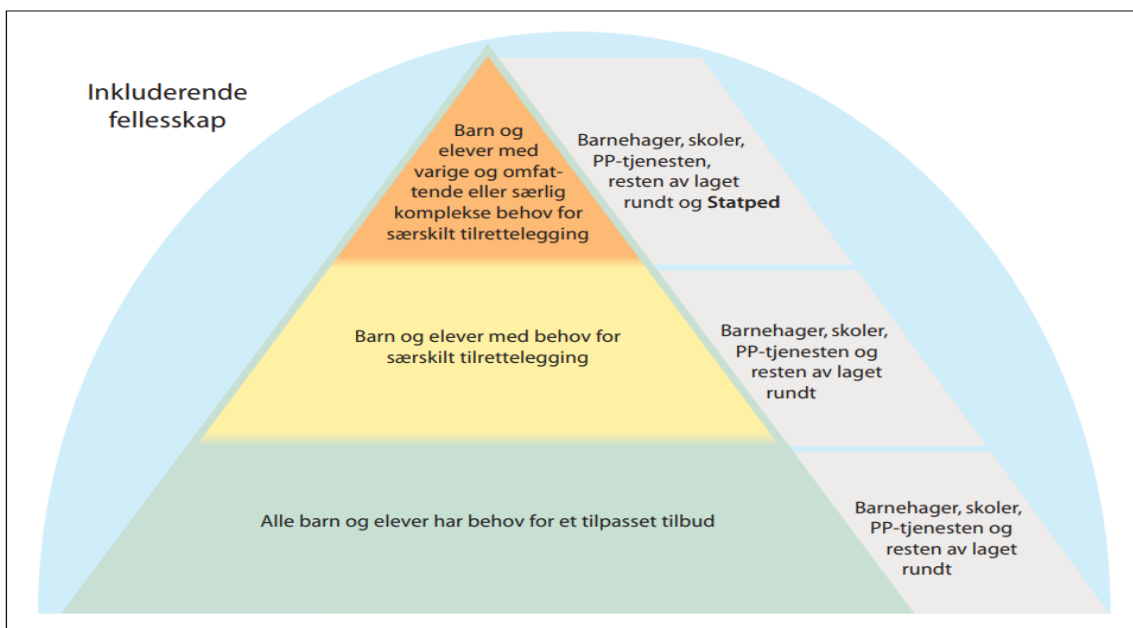 Inkluderende
fellesskap
Barn og
elever med
varige og omfat-
tende eller særlig
komplekse behov for
særskilt tilrettelegging
Barnehager, skoler,
PP-tjenesten,
resten av laget
rundt og Statped
Barn og elever med behov for
særskilt tilrettelegging
Barnehager, skoler,
PP-tjenesten og
resten av laget
rundt
Alle barn og elever har behov for et tilpasset tilbud
Barnehager, skoler,
PP-tjenesten og
resten av laget
rundt